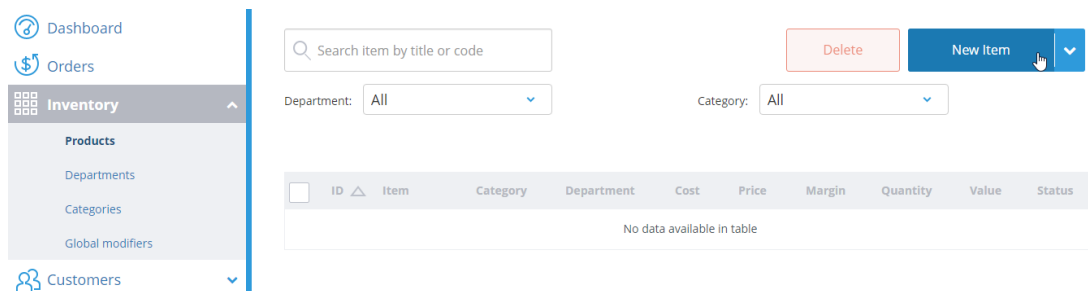 Dashboard
Orders
Inventory
Products
Departments
Categories
Global modifiers
Customers
Search item by title or code
Delete
New Item
Department: All
Category: All
ID Item Category Department Cost Price Margin Quantity Value Status
No data available in table